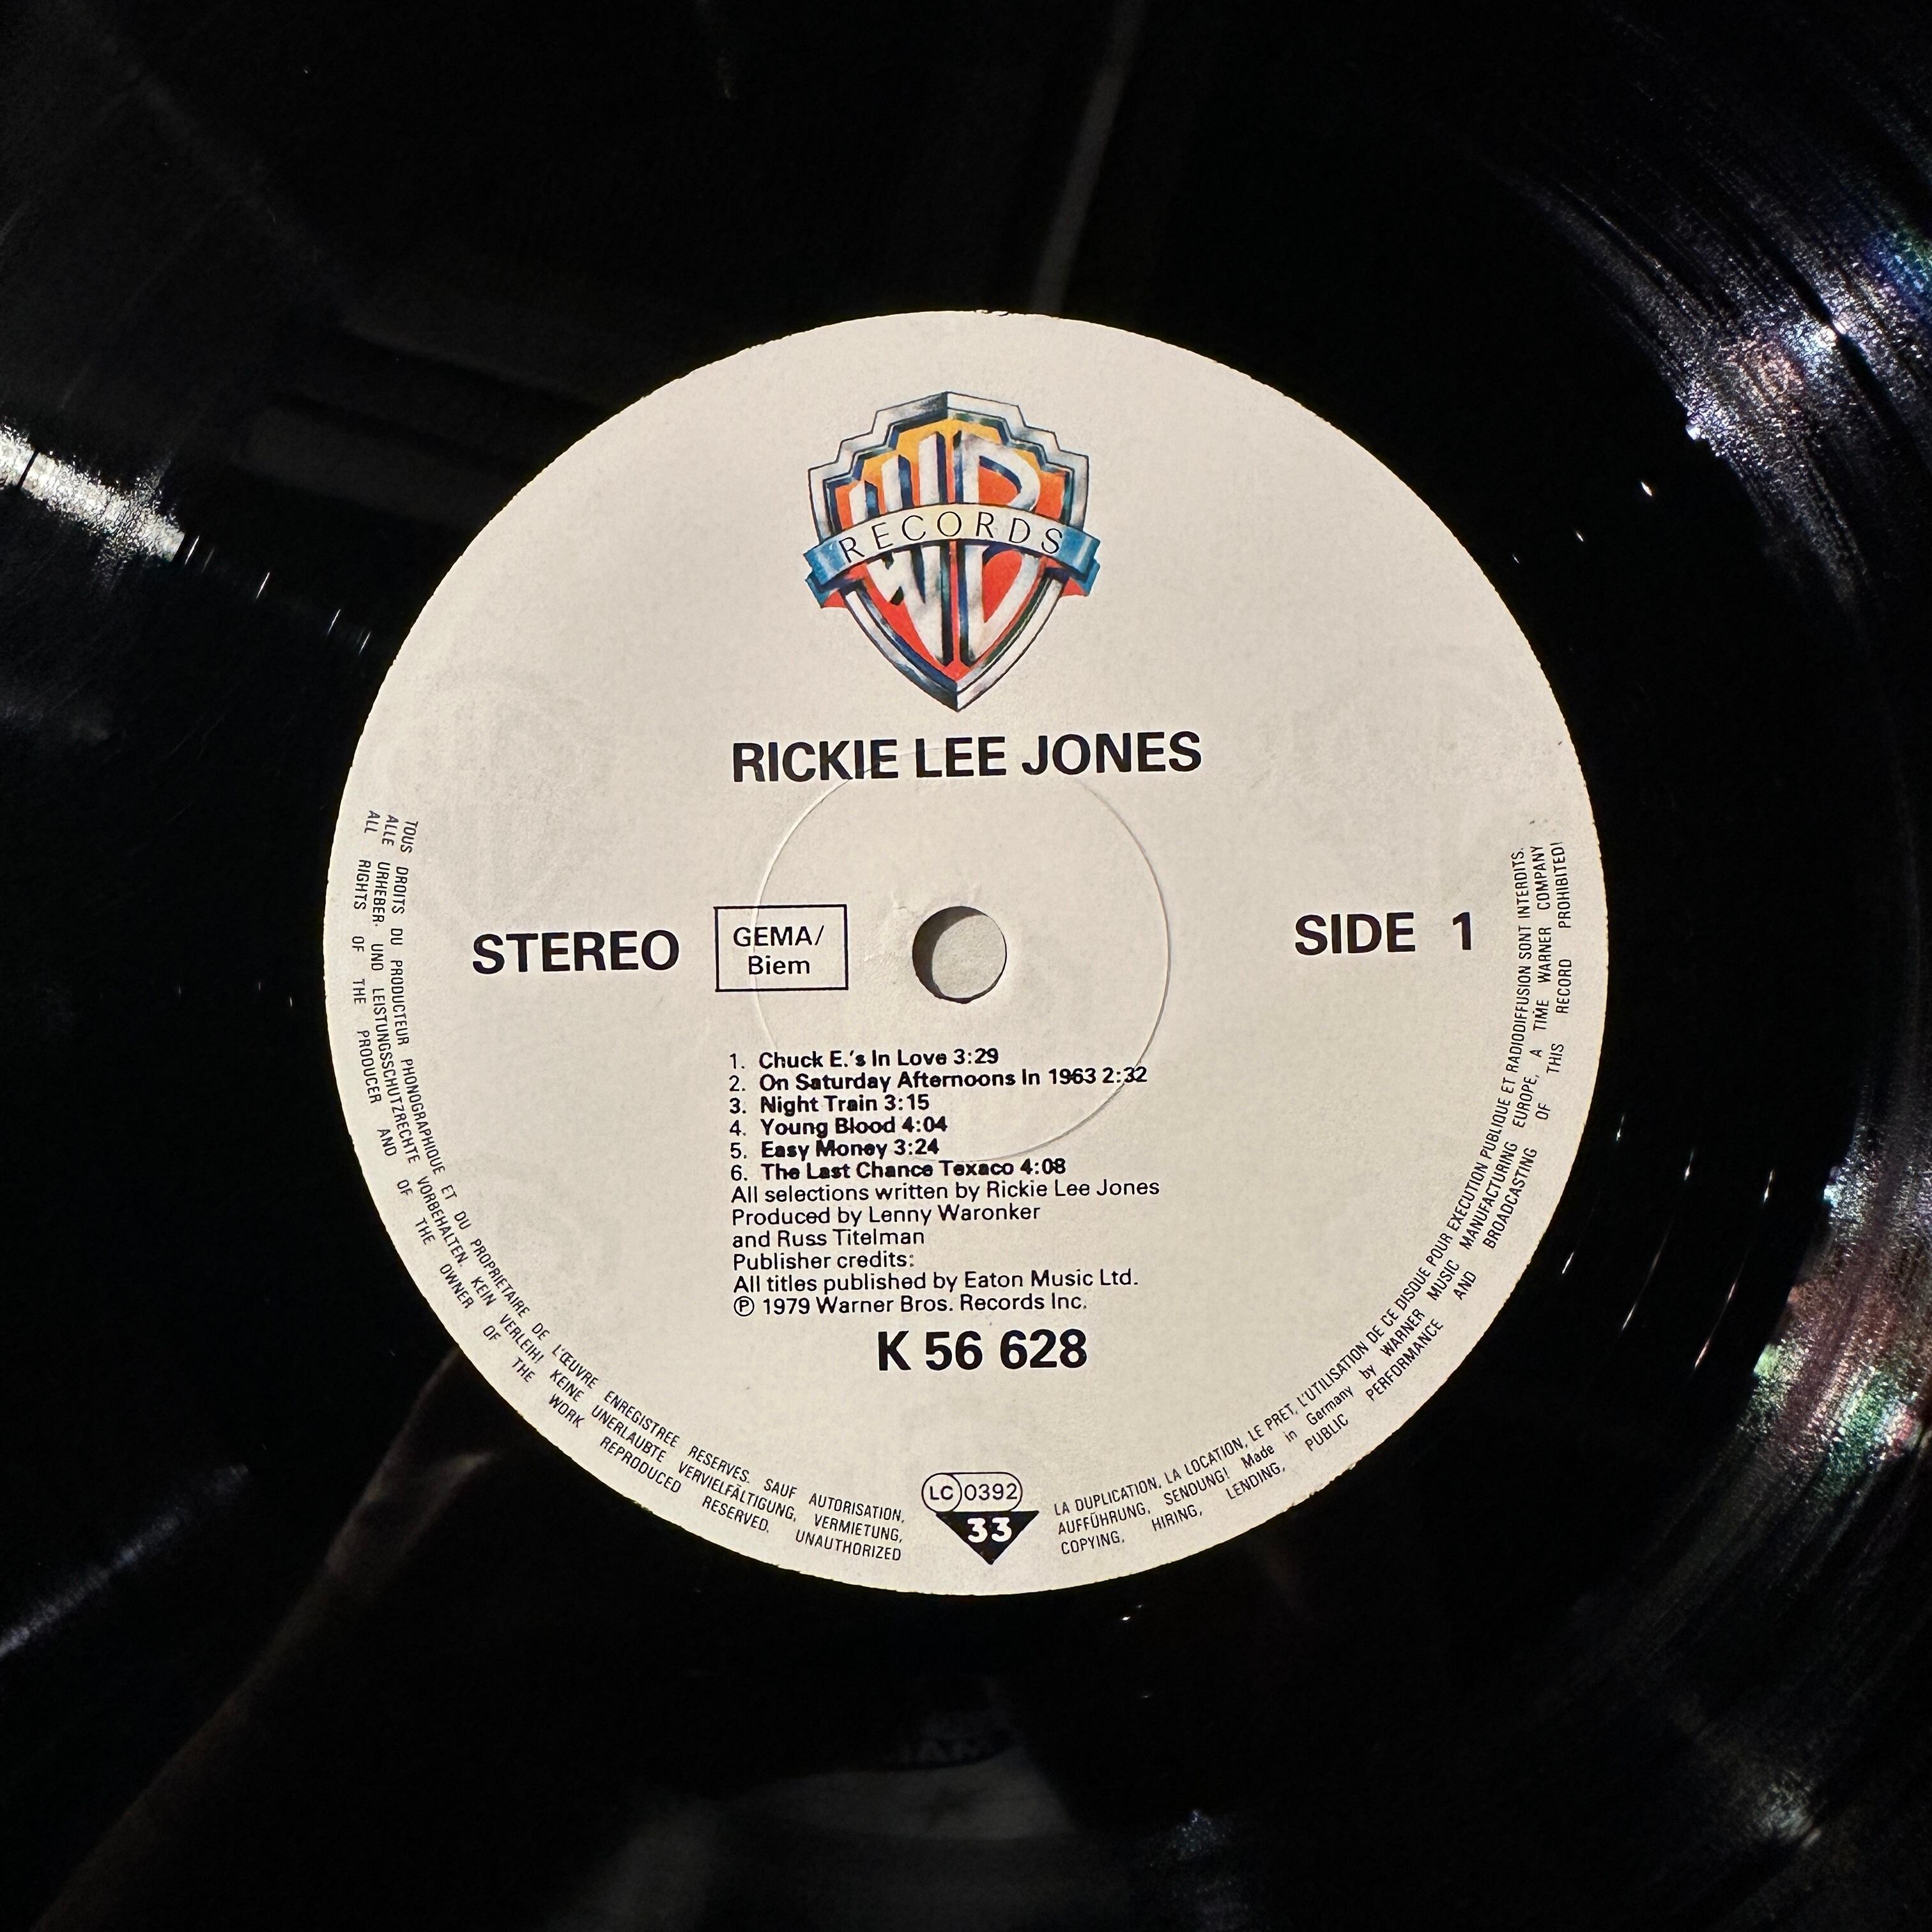 WB
RECORDS
RICKIE LEE JONES
STEREO
GEMA/
Biem
SIDE 1
1. Chuck E.'s In Love 3:29
2. On Saturday Afternoons In 1963 2:32
3. Night Train 3:15
4. Young Blood 4:04
5. Easy Money 3:24
6. The Last Chance Texaco 4:08
All selections written by Rickie Lee Jones
Produced by Lenny Waronker
and Russ Titelman
Publisher credits:
All titles published by Eaton Music Ltd.
℗ 1979 Warner Bros. Records Inc.
K 56 628
LC 0392
33
TOUS DROITS DU PRODUCTEUR PHONOGRAPHIQUE ET DU PROPRIETAIRE DE L'ŒUVRE ENREGISTREE RESERVES. SAUF AUTORISATION, LA DUPLICATION, LA LOCATION, LE PRET, L'UTILISATION DE CE DISQUE POUR EXECUTION PUBLIQUE ET RADIODIFFUSION SONT INTERDITS.
ALLE URHEBER- UND LEISTUNGSSCHUTZRECHTE VORBEHALTEN. KEIN VERLEIH! KEINE UNERLAUBTE VERVIELFÄLTIGUNG, VERMIETUNG, AUFFÜHRUNG, SENDUNG! Made in Germany by WARNER MUSIC MANUFACTURING EUROPE, A TIME WARNER COMPANY
ALL RIGHTS OF THE PRODUCER AND OF THE OWNER OF THE WORK REPRODUCED RESERVED. UNAUTHORIZED COPYING, HIRING, LENDING, PUBLIC PERFORMANCE AND BROADCASTING OF THIS RECORD PROHIBITED!